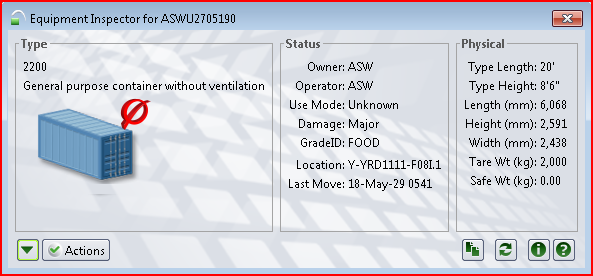 Equipment Inspector for ASWU2705190
Type
2200
General purpose container without ventilation
Status
Owner: ASW
Operator: ASW
Use Mode: Unknown
Damage: Major
GradeID: FOOD
Location: Y-YRD1111-F08I.1
Last Move: 18-May-29 0541
Physical
Type Length: 20'
Type Height: 8'6"
Length (mm): 6,068
Height (mm): 2,591
Width (mm): 2,438
Tare Wt (kg): 2,000
Safe Wt (kg): 0.00
Actions